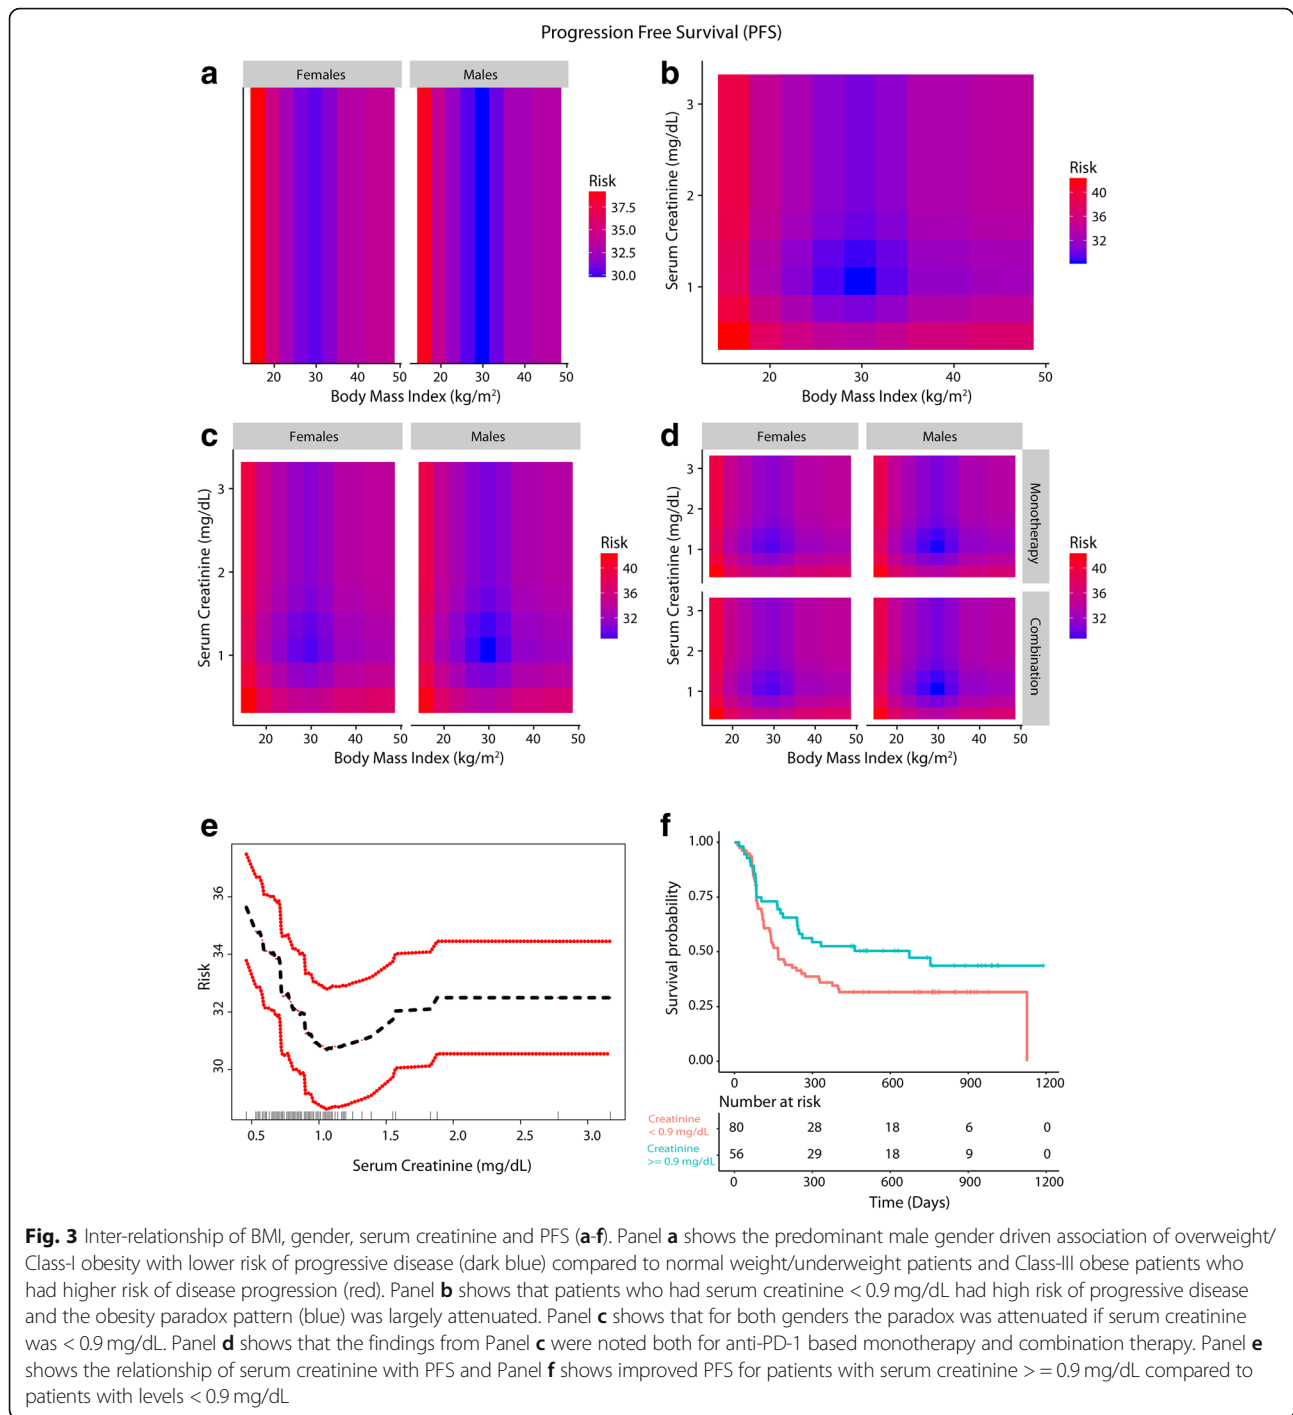 Progression Free Survival (PFS)
a
Females
Males
20 30 40 50
20 30 40 50
Body Mass Index (kg/m²)
Risk
37.5
35.0
32.5
30.0
b
Serum Creatinine (mg/dL)
3
2
1
20 30 40 50
Body Mass Index (kg/m²)
Risk
40
36
32
c
Females
Males
Serum Creatinine (mg/dL)
3
2
1
20 30 40 50
20 30 40 50
Body Mass Index (kg/m²)
Risk
40
36
32
d
Females
Males
Monotherapy
Combination
Serum Creatinine (mg/dL)
3
2
1
3
2
1
20 30 40 50
20 30 40 50
Body Mass Index (kg/m²)
Risk
40
36
32
e
Risk
36
34
32
30
0.5 1.0 1.5 2.0 2.5 3.0
Serum Creatinine (mg/dL)
f
Survival probability
1.00
0.75
0.50
0.25
0.00
0 300 600 900 1200
Number at risk
Creatinine
< 0.9 mg/dL
80 28 18 6 0
Creatinine
>= 0.9 mg/dL
56 29 18 9 0
0 300 600 900 1200
Time (Days)
Fig. 3 Inter-relationship of BMI, gender, serum creatinine and PFS (a-f). Panel a shows the predominant male gender driven association of overweight/
Class-I obesity with lower risk of progressive disease (dark blue) compared to normal weight/underweight patients and Class-III obese patients who
had higher risk of disease progression (red). Panel b shows that patients who had serum creatinine < 0.9 mg/dL had high risk of progressive disease
and the obesity paradox pattern (blue) was largely attenuated. Panel c shows that for both genders the paradox was attenuated if serum creatinine
was < 0.9 mg/dL. Panel d shows that the findings from Panel c were noted both for anti-PD-1 based monotherapy and combination therapy. Panel e
shows the relationship of serum creatinine with PFS and Panel f shows improved PFS for patients with serum creatinine > = 0.9 mg/dL compared to
patients with levels < 0.9 mg/dL